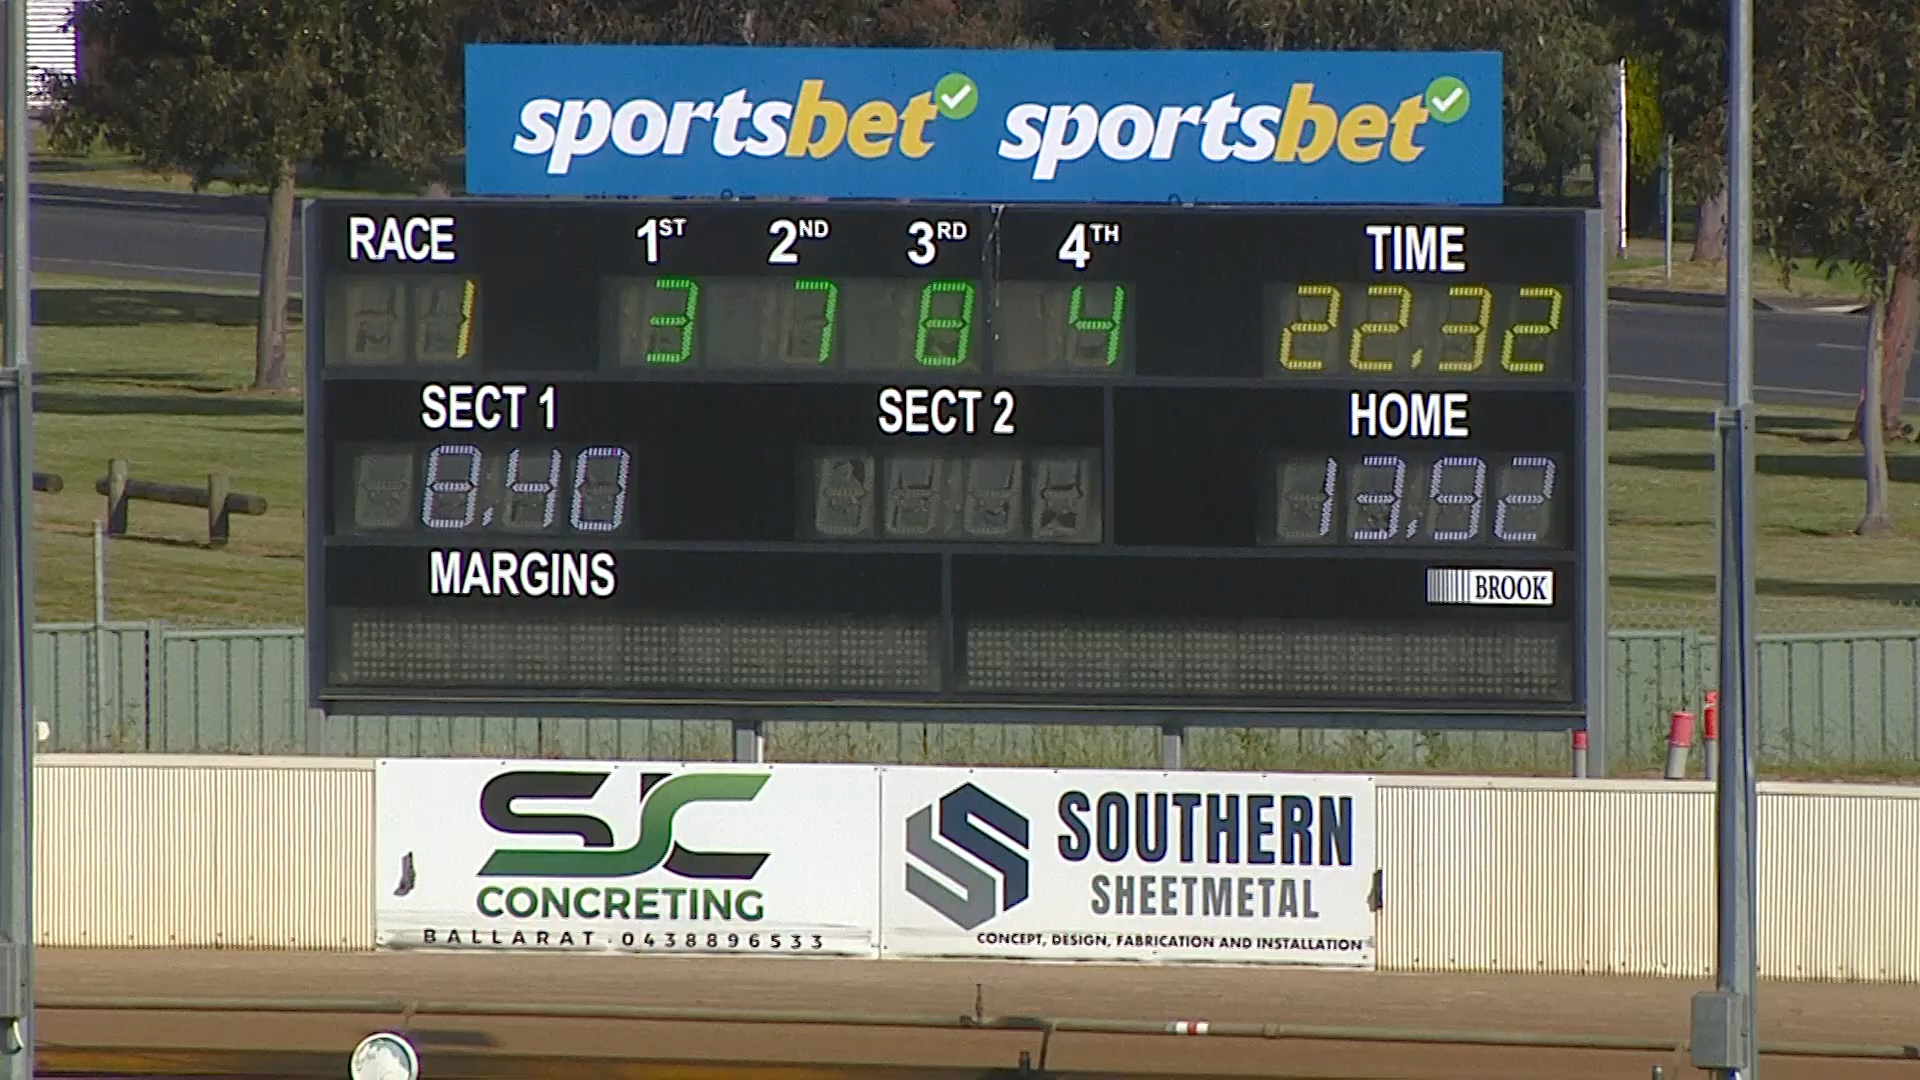 sportsbet sportsbet
RACE 1ST 2ND 3RD 4TH TIME
1 3 7 8 4 22.32
SECT 1 SECT 2 HOME
8.40 13.92
MARGINS BROOK
SJC
CONCRETING
BALLARAT 0438896533
SOUTHERN
SHEETMETAL
CONCEPT, DESIGN, FABRICATION AND INSTALLATION